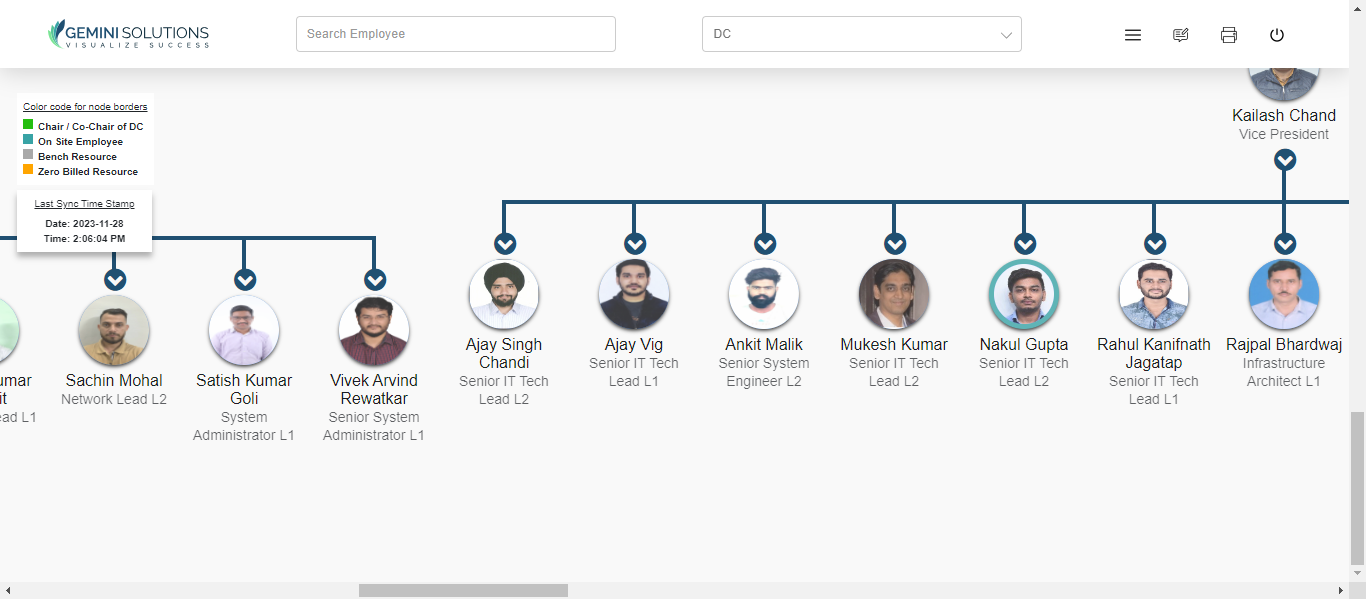 GEMINI SOLUTIONS
VISUALIZE SUCCESS
Search Employee
DC
Color code for node borders
Chair / Co-Chair of DC
On Site Employee
Bench Resource
Zero Billed Resource
Last Sync Time Stamp
Date: 2023-11-28
Time: 2:06:04 PM
Kailash Chand
Vice President
L1
Sachin Mohal
Network Lead L2
Satish Kumar
Goli
System
Administrator L1
Vivek Arvind
Rewatkar
Senior System
Administrator L1
Ajay Singh
Chandi
Senior IT Tech
Lead L2
Ajay Vig
Senior IT Tech
Lead L1
Ankit Malik
Senior System
Engineer L2
Mukesh Kumar
Senior IT Tech
Lead L2
Nakul Gupta
Senior IT Tech
Lead L2
Rahul Kanifnath
Jagatap
Senior IT Tech
Lead L1
Rajpal Bhardwaj
Infrastructure
Architect L1